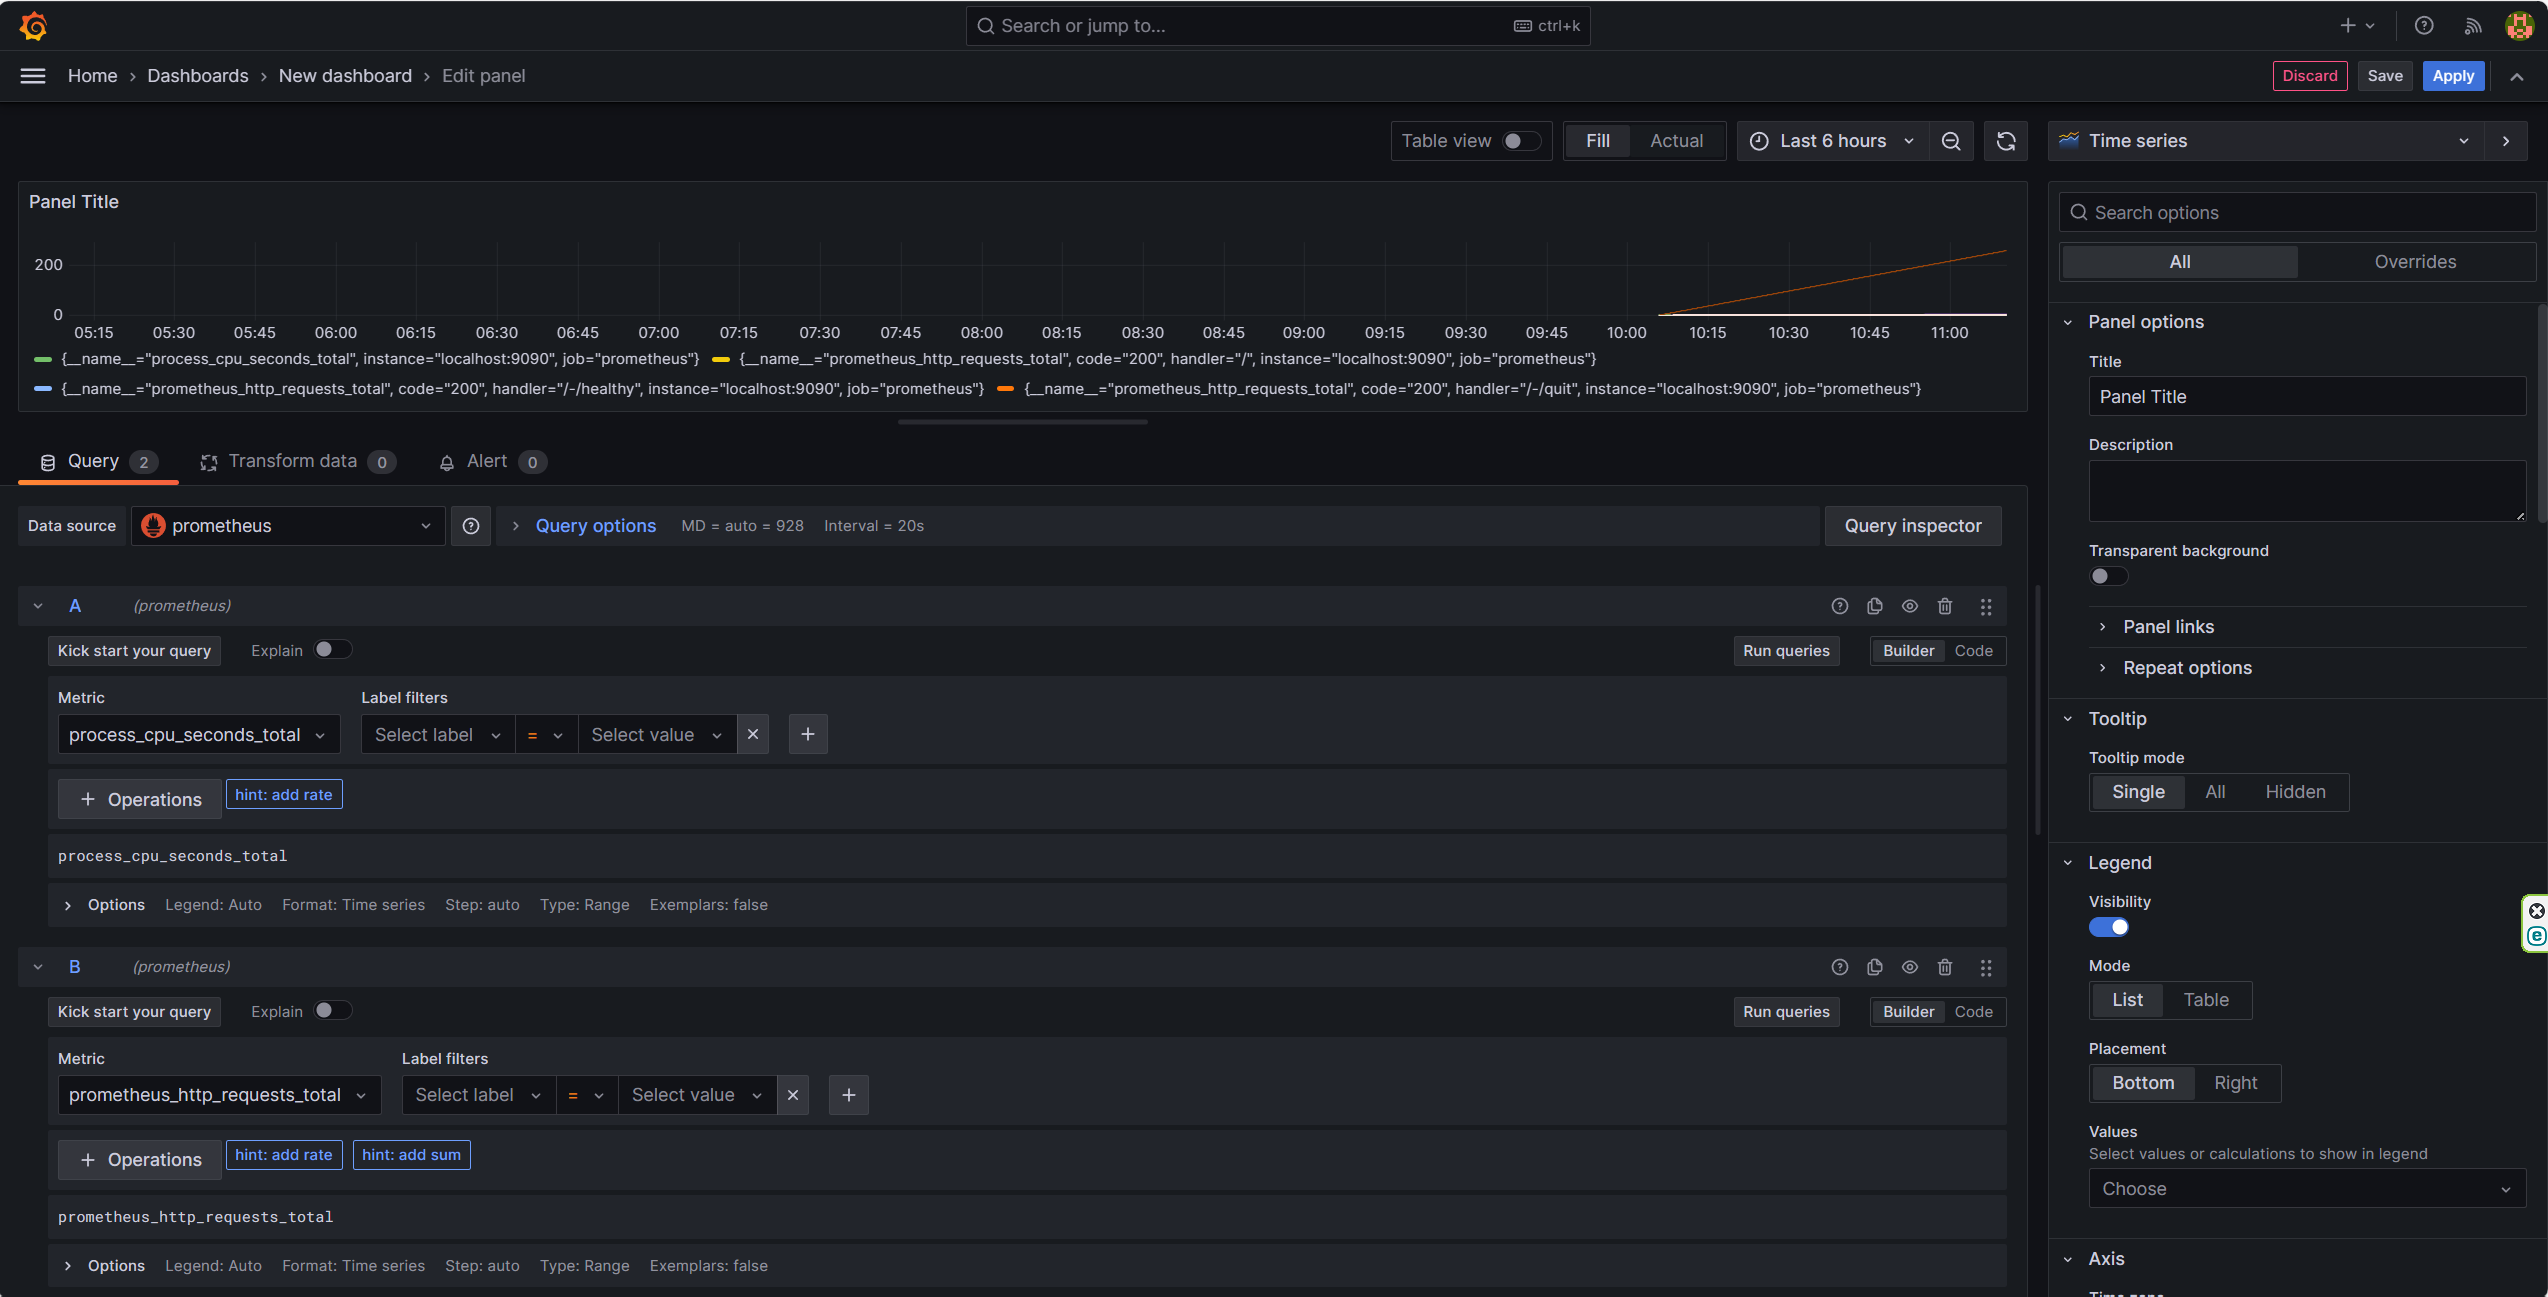 Search or jump to... ctrl+k
Home › Dashboards › New dashboard › Edit panel
Discard Save Apply
Table view Fill Actual Last 6 hours Time series
Panel Title
200
0
05:15 05:30 05:45 06:00 06:15 06:30 06:45 07:00 07:15 07:30 07:45 08:00 08:15 08:30 08:45 09:00 09:15 09:30 09:45 10:00 10:15 10:30 10:45 11:00
{__name__="process_cpu_seconds_total", instance="localhost:9090", job="prometheus"} {__name__="prometheus_http_requests_total", code="200", handler="/", instance="localhost:9090", job="prometheus"}
{__name__="prometheus_http_requests_total", code="200", handler="/-/healthy", instance="localhost:9090", job="prometheus"} {__name__="prometheus_http_requests_total", code="200", handler="/-/quit", instance="localhost:9090", job="prometheus"}
Query 2 Transform data 0 Alert 0
Data source prometheus Query options MD = auto = 928 Interval = 20s Query inspector
A (prometheus)
Kick start your query Explain Run queries Builder Code
Metric Label filters
process_cpu_seconds_total Select label = Select value
+ Operations hint: add rate
process_cpu_seconds_total
Options Legend: Auto Format: Time series Step: auto Type: Range Exemplars: false
B (prometheus)
Kick start your query Explain Run queries Builder Code
Metric Label filters
prometheus_http_requests_total Select label = Select value
+ Operations hint: add rate hint: add sum
prometheus_http_requests_total
Options Legend: Auto Format: Time series Step: auto Type: Range Exemplars: false
Search options
All Overrides
Panel options
Title
Panel Title
Description
Transparent background
Panel links
Repeat options
Tooltip
Tooltip mode
Single All Hidden
Legend
Visibility
Mode
List Table
Placement
Bottom Right
Values
Select values or calculations to show in legend
Choose
Axis